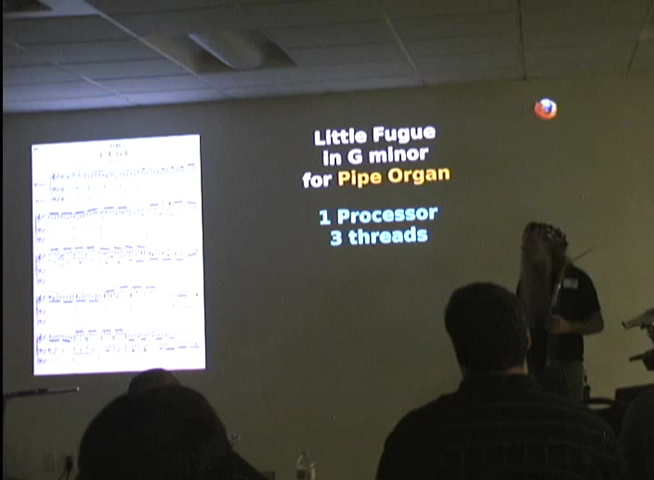 Little Fugue
in G minor
for Pipe Organ
1 Processor
3 threads